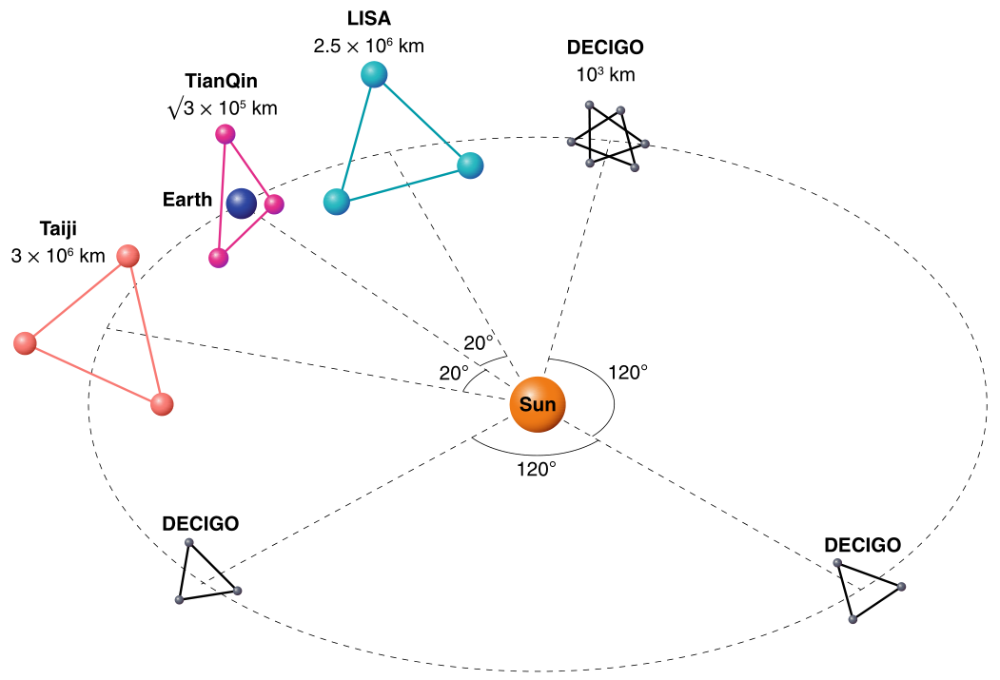 LISA
2.5 × 10⁶ km
DECIGO
10³ km
TianQin
√3 × 10⁵ km
Earth
Taiji
3 × 10⁶ km
20°
20°
120°
Sun
120°
DECIGO
DECIGO